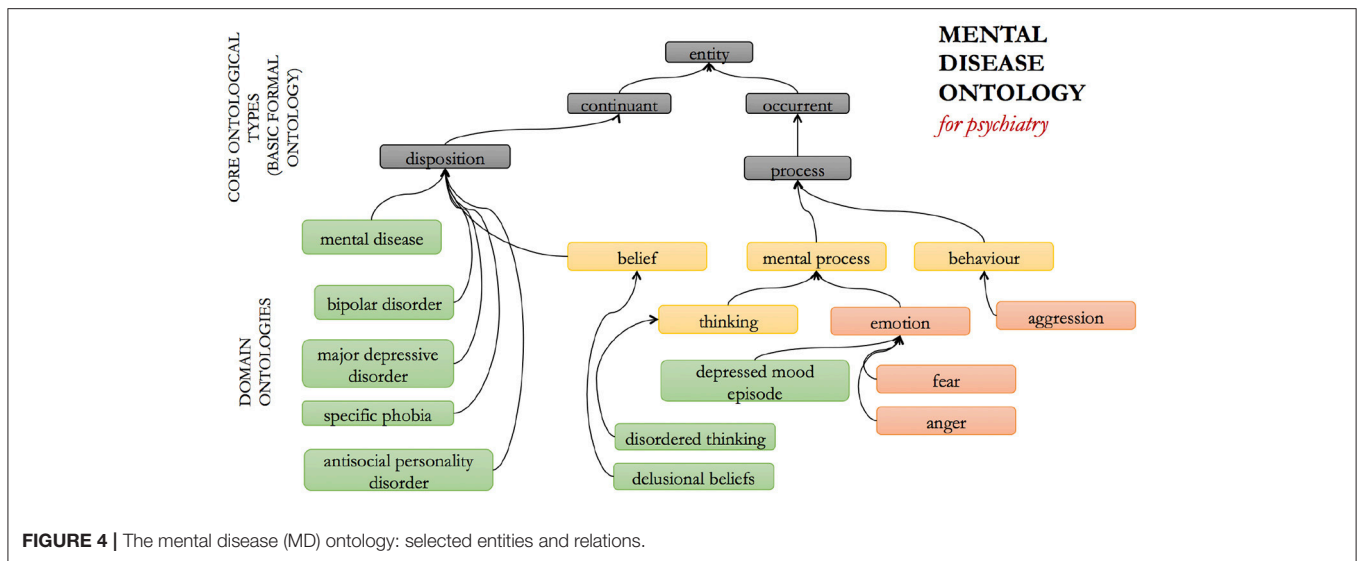 CORE ONTOLOGICAL
TYPES
(BASIC FORMAL
ONTOLOGY)
MENTAL
DISEASE
ONTOLOGY
for psychiatry
entity
continuant
occurrent
disposition
process
mental disease
belief
mental process
behaviour
bipolar disorder
thinking
emotion
aggression
DOMAIN
ONTOLOGIES
major depressive
disorder
depressed mood
episode
fear
specific phobia
anger
disordered thinking
antisocial personality
disorder
delusional beliefs
FIGURE 4 | The mental disease (MD) ontology: selected entities and relations.